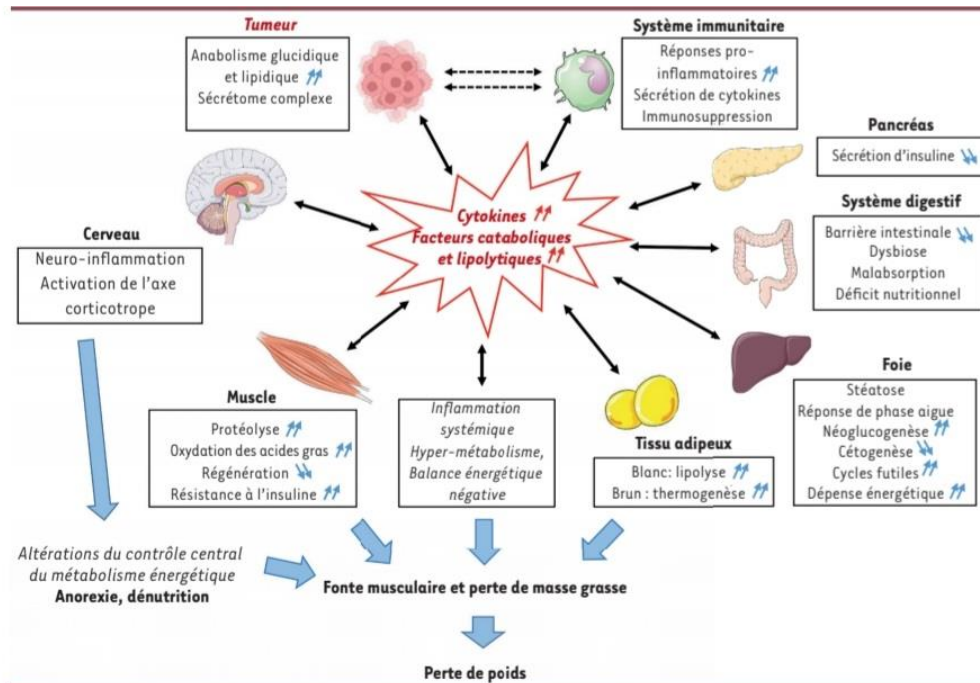 Tumeur
Anabolisme glucidique
et lipidique
Sécrétome complexe
Système immunitaire
Réponses pro-
inflammatoires
Sécrétion de cytokines
Immunosuppression
Pancréas
Sécrétion d'insuline
Système digestif
Barrière intestinale
Dysbiose
Malabsorption
Déficit nutritionnel
Cytokines
Facteurs cataboliques
et lipolytiques
Cerveau
Neuro-inflammation
Activation de l'axe
corticotrope
Muscle
Protéolyse
Oxydation des acides gras
Régénération
Résistance à l'insuline
Inflammation
systémique
Hyper-métabolisme,
Balance énergétique
négative
Tissu adipeux
Blanc: lipolyse
Brun : thermogenèse
Foie
Stéatose
Réponse de phase aigue
Néoglucogenèse
Cétogenèse
Cycles futiles
Dépense énergétique
Altérations du contrôle central
du métabolisme énergétique
Anorexie, dénutrition
Fonte musculaire et perte de masse grasse
Perte de poids